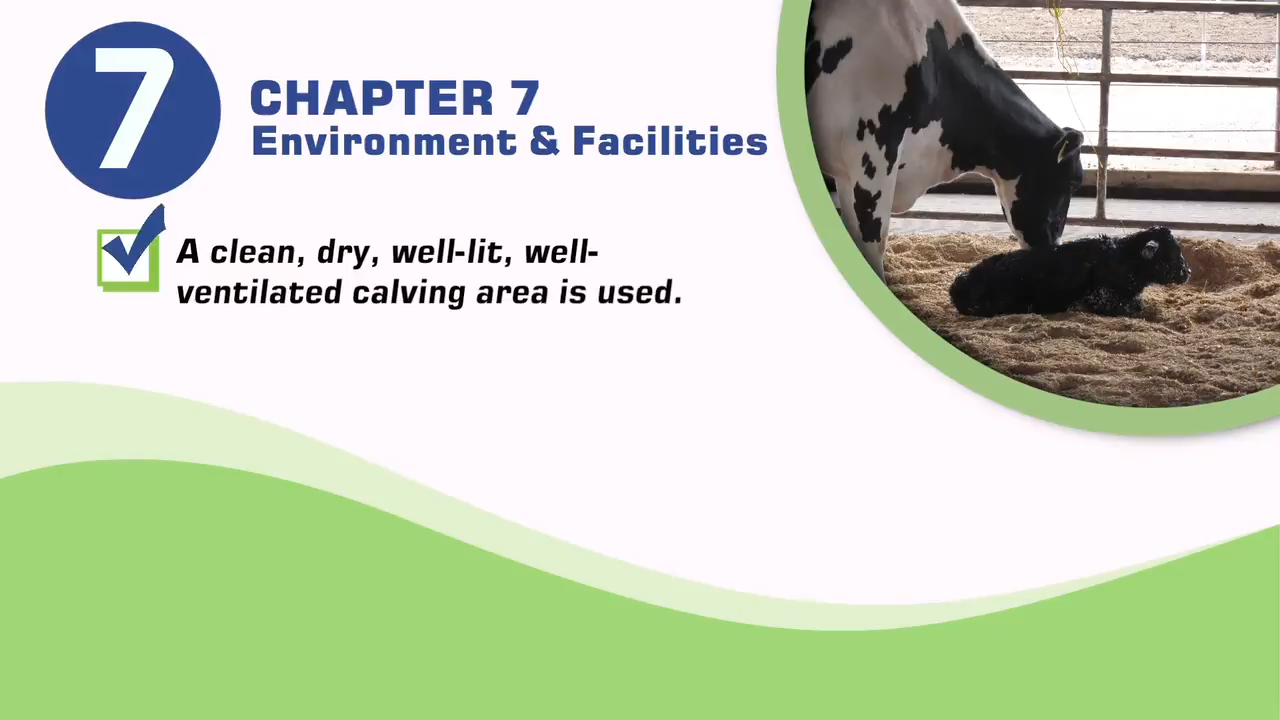 7
CHAPTER 7
Environment & Facilities
A clean, dry, well-lit, well-
ventilated calving area is used.